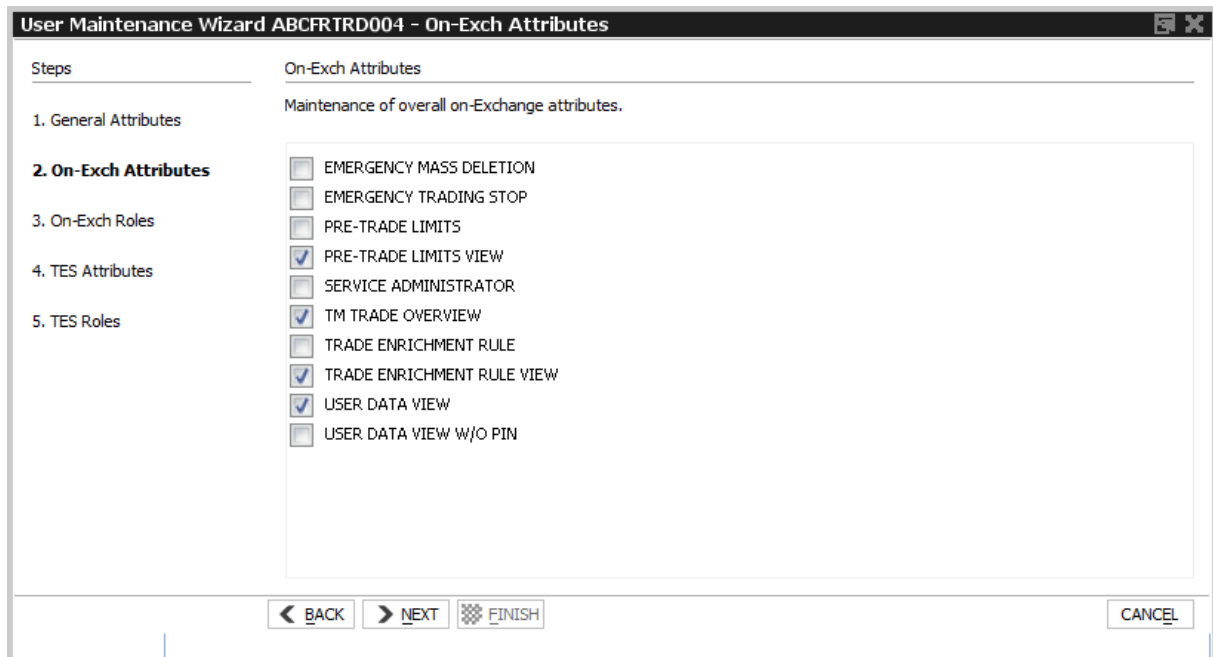 User Maintenance Wizard ABCFRTRD004 - On-Exch Attributes
Steps
On-Exch Attributes
1. General Attributes
Maintenance of overall on-Exchange attributes.
2. On-Exch Attributes
3. On-Exch Roles
4. TES Attributes
5. TES Roles
EMERGENCY MASS DELETION
EMERGENCY TRADING STOP
PRE-TRADE LIMITS
PRE-TRADE LIMITS VIEW
SERVICE ADMINISTRATOR
TM TRADE OVERVIEW
TRADE ENRICHMENT RULE
TRADE ENRICHMENT RULE VIEW
USER DATA VIEW
USER DATA VIEW W/O PIN
BACK
NEXT
FINISH
CANCEL